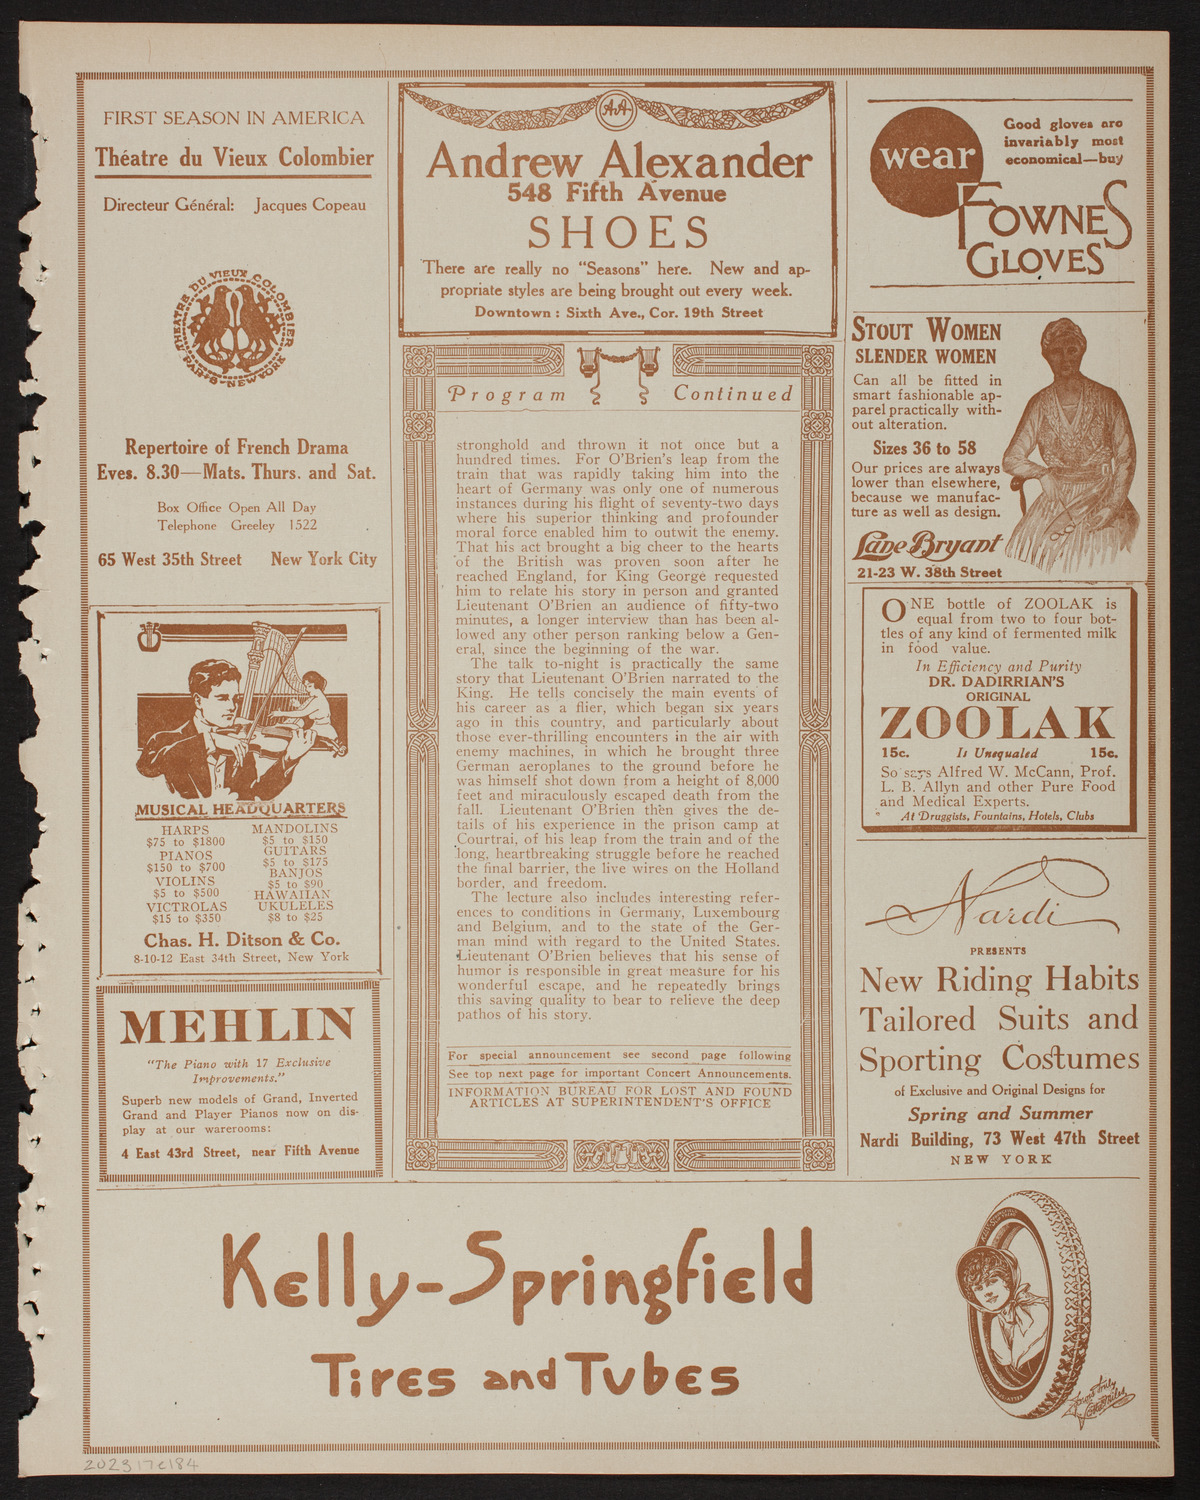 FIRST SEASON IN AMERICA
Théatre du Vieux Colombier
Directeur Général: Jacques Copeau
THEATRE DU VIEUX COLOMBIER
PARIS-NEW YORK
Repertoire of French Drama
Eves. 8.30—Mats. Thurs. and Sat.
Box Office Open All Day
Telephone Greeley 1522
65 West 35th Street New York City
MUSICAL HEADQUARTERS
HARPS
$75 to $1800
PIANOS
$150 to $700
VIOLINS
$5 to $500
VICTROLAS
$15 to $350
MANDOLINS
$5 to $150
GUITARS
$5 to $175
BANJOS
$5 to $90
HAWAIIAN
UKULELES
$8 to $25
Chas. H. Ditson & Co.
8-10-12 East 34th Street, New York
MEHLIN
"The Piano with 17 Exclusive
Improvements."
Superb new models of Grand, Inverted
Grand and Player Pianos now on dis-
play at our warerooms:
4 East 43rd Street, near Fifth Avenue
AA
Andrew Alexander
548 Fifth Avenue
SHOES
There are really no "Seasons" here. New and ap-
propriate styles are being brought out every week.
Downtown: Sixth Ave., Cor. 19th Street
Program Continued
stronghold and thrown it not once but a
hundred times. For O'Brien's leap from the
train that was rapidly taking him into the
heart of Germany was only one of numerous
instances during his flight of seventy-two days
where his superior thinking and profounder
moral force enabled him to outwit the enemy.
That his act brought a big cheer to the hearts
of the British was proven soon after he
reached England, for King George requested
him to relate his story in person and granted
Lieutenant O'Brien an audience of fifty-two
minutes, a longer interview than has been al-
lowed any other person ranking below a Gen-
eral, since the beginning of the war.
The talk to-night is practically the same
story that Lieutenant O'Brien narrated to the
King. He tells concisely the main events of
his career as a flier, which began six years
ago in this country, and particularly about
those ever-thrilling encounters in the air with
enemy machines, in which he brought three
German aeroplanes to the ground before he
was himself shot down from a height of 8,000
feet and miraculously escaped death from the
fall. Lieutenant O'Brien then gives the de-
tails of his experience in the prison camp at
Courtrai, of his leap from the train and of the
long, heartbreaking struggle before he reached
the final barrier, the live wires on the Holland
border, and freedom.
The lecture also includes interesting refer-
ences to conditions in Germany, Luxembourg
and Belgium, and to the state of the Ger-
man mind with regard to the United States.
Lieutenant O'Brien believes that his sense of
humor is responsible in great measure for his
wonderful escape, and he repeatedly brings
this saving quality to bear to relieve the deep
pathos of his story.
For special announcement see second page following
See top next page for important Concert Announcements.
INFORMATION BUREAU FOR LOST AND FOUND
ARTICLES AT SUPERINTENDENT'S OFFICE
wear
Good gloves are
invariably most
economical—buy
FOWNES
GLOVES
STOUT WOMEN
SLENDER WOMEN
Can all be fitted in
smart fashionable ap-
parel practically with-
out alteration.
Sizes 36 to 58
Our prices are always
lower than elsewhere,
because we manufac-
ture as well as design.
Lane Bryant
21-23 W. 38th Street
ONE bottle of ZOOLAK is
equal from two to four bot-
tles of any kind of fermented milk
in food value.
In Efficiency and Purity
DR. DADIRRIAN'S
ORIGINAL
ZOOLAK
15c. Is Unequaled 15c.
So says Alfred W. McCann, Prof.
L. B. Allyn and other Pure Food
and Medical Experts.
At Druggists, Fountains, Hotels, Clubs
Nardi
PRESENTS
New Riding Habits
Tailored Suits and
Sporting Costumes
of Exclusive and Original Designs for
Spring and Summer
Nardi Building, 73 West 47th Street
NEW YORK
Kelly-Springfield
Tires and Tubes
Yours truly
Lotta Miles
202317e184